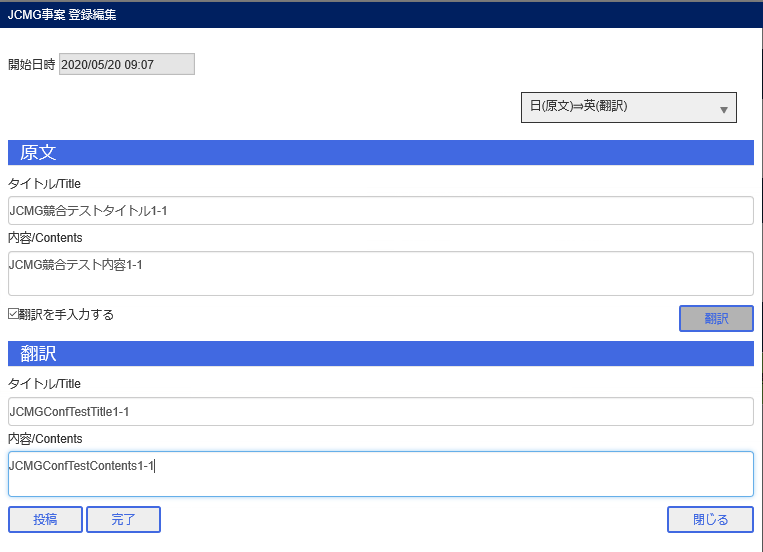 JCMG事案 登録編集
開始日時 2020/05/20 09:07
日(原文)⇒英(翻訳)
原文
タイトル/Title
JCMG競合テストタイトル1-1
内容/Contents
JCMG競合テスト内容1-1
翻訳を手入力する
翻訳
翻訳
タイトル/Title
JCMGConfTestTitle1-1
内容/Contents
JCMGConfTestContents1-1
投稿 完了 閉じる